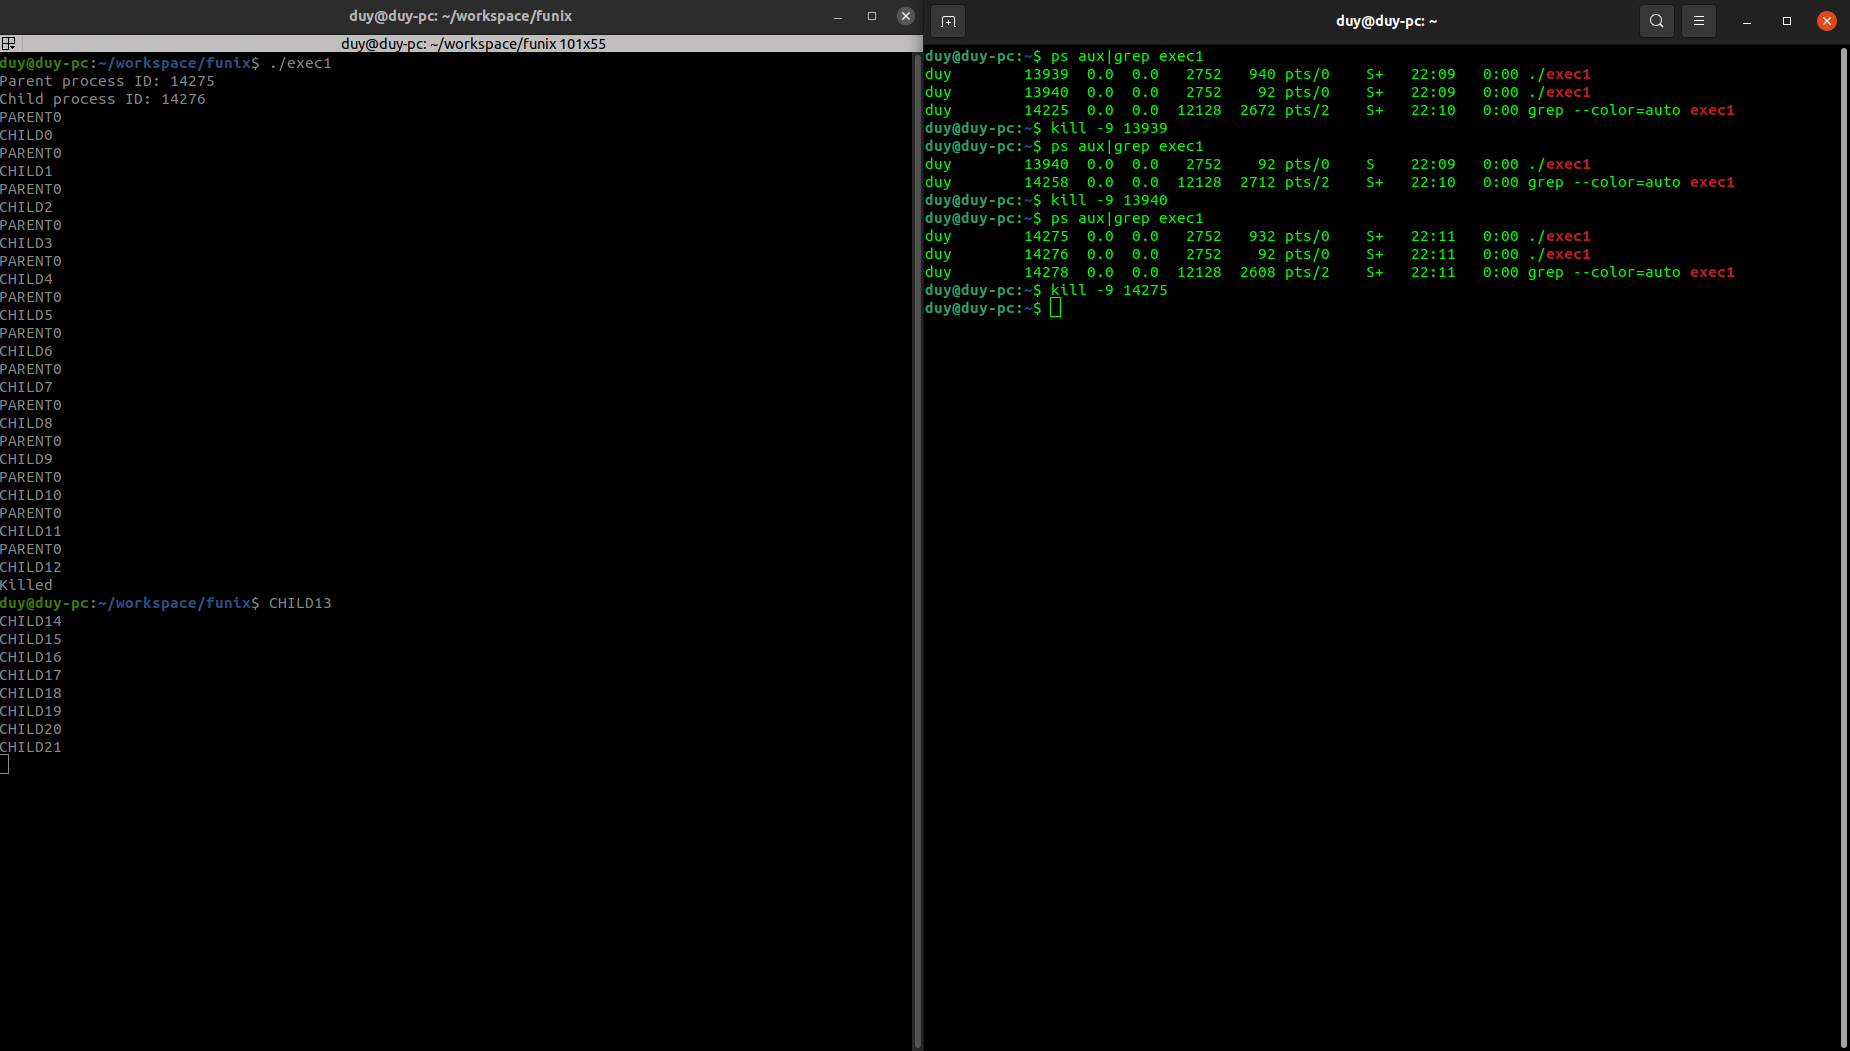 duy@duy-pc: ~/workspace/funix
duy@duy-pc: ~/workspace/funix 101x55
duy@duy-pc:~/workspace/funix$ ./exec1
Parent process ID: 14275
Child process ID: 14276
PARENT0
CHILD0
PARENT0
CHILD1
PARENT0
CHILD2
PARENT0
CHILD3
PARENT0
CHILD4
PARENT0
CHILD5
PARENT0
CHILD6
PARENT0
CHILD7
PARENT0
CHILD8
PARENT0
CHILD9
PARENT0
CHILD10
PARENT0
CHILD11
PARENT0
CHILD12
Killed
duy@duy-pc:~/workspace/funix$ CHILD13
CHILD14
CHILD15
CHILD16
CHILD17
CHILD18
CHILD19
CHILD20
CHILD21
duy@duy-pc: ~
duy@duy-pc:~$ ps aux|grep exec1
duy        13939  0.0  0.0   2752   940 pts/0    S+   22:09   0:00 ./exec1
duy        13940  0.0  0.0   2752    92 pts/0    S+   22:09   0:00 ./exec1
duy        14225  0.0  0.0  12128  2672 pts/2    S+   22:10   0:00 grep --color=auto exec1
duy@duy-pc:~$ kill -9 13939
duy@duy-pc:~$ ps aux|grep exec1
duy        13940  0.0  0.0   2752    92 pts/0    S    22:09   0:00 ./exec1
duy        14258  0.0  0.0  12128  2712 pts/2    S+   22:10   0:00 grep --color=auto exec1
duy@duy-pc:~$ kill -9 13940
duy@duy-pc:~$ ps aux|grep exec1
duy        14275  0.0  0.0   2752   932 pts/0    S+   22:11   0:00 ./exec1
duy        14276  0.0  0.0   2752    92 pts/0    S+   22:11   0:00 ./exec1
duy        14278  0.0  0.0  12128  2608 pts/2    S+   22:11   0:00 grep --color=auto exec1
duy@duy-pc:~$ kill -9 14275
duy@duy-pc:~$